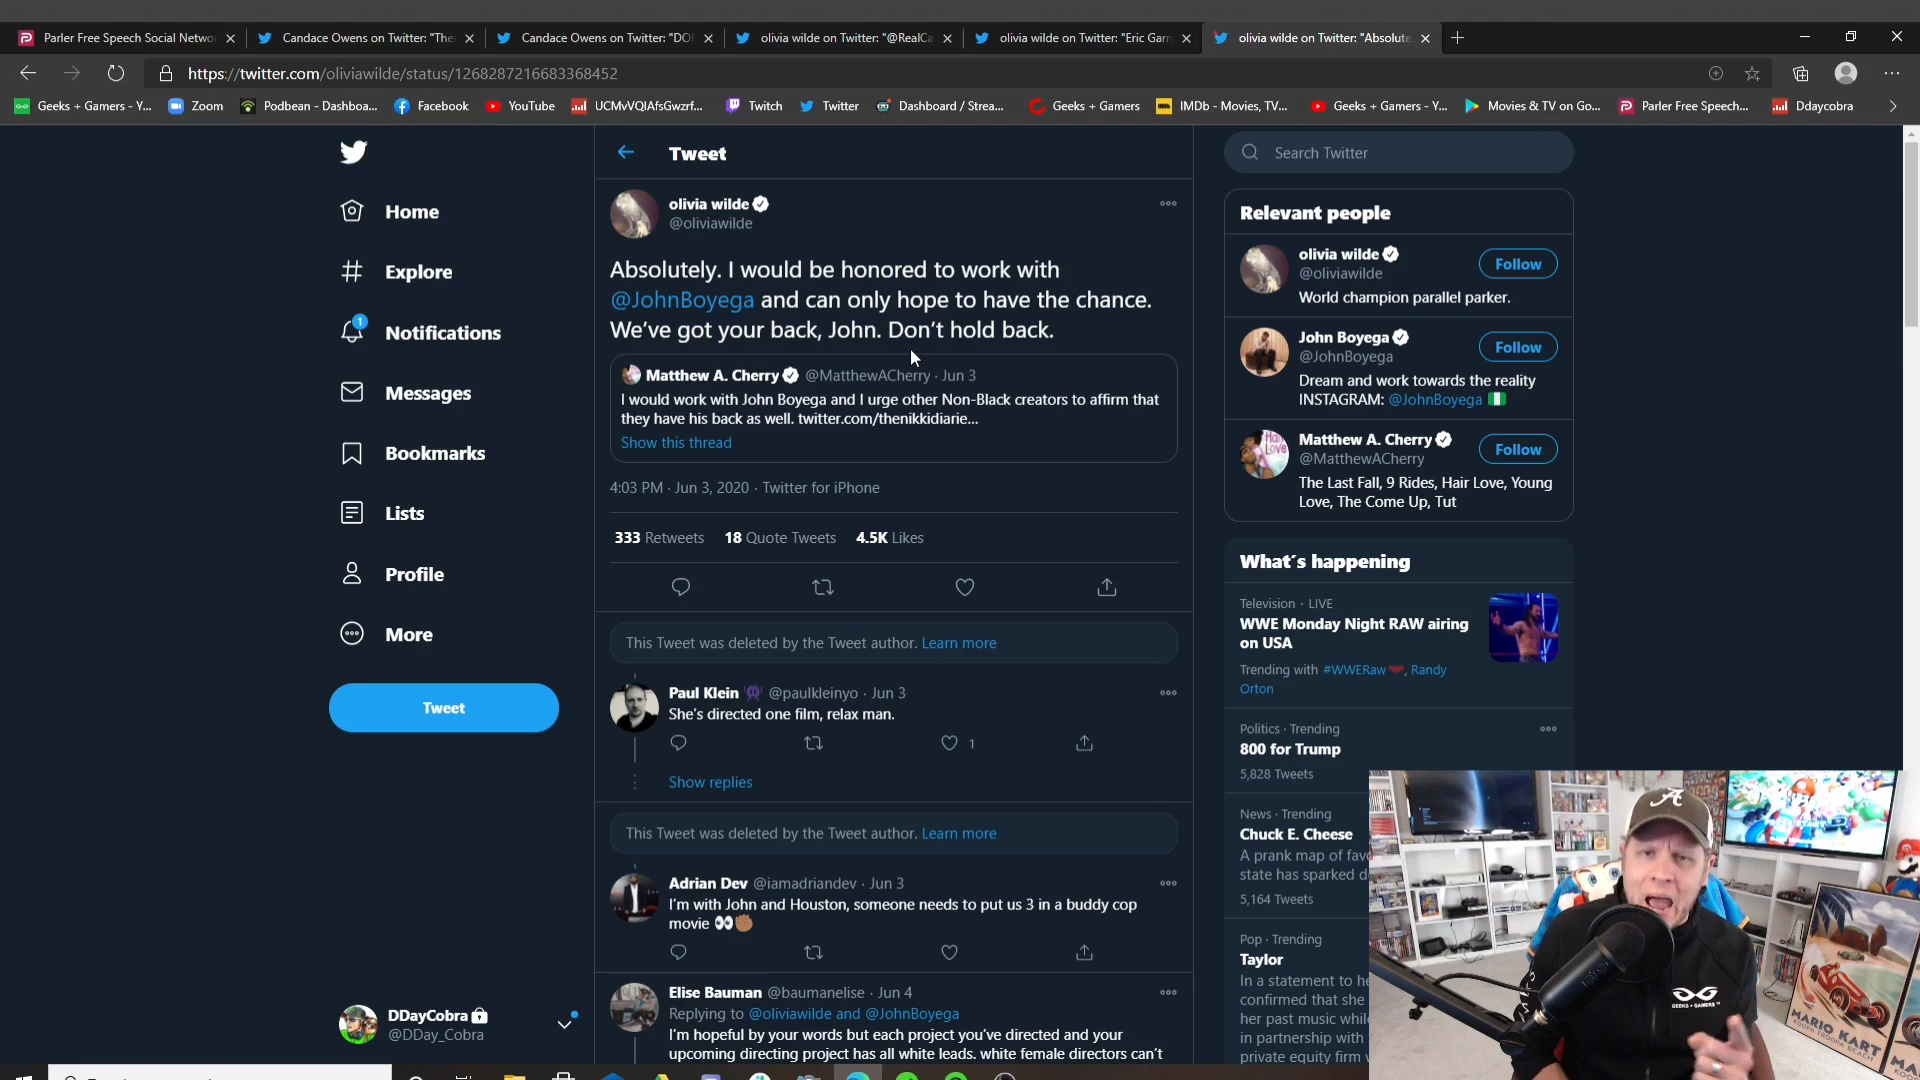 Parler Free Speech Social Netwo
Candace Owens on Twitter: "The
Candace Owens on Twitter: "DO
olivia wilde on Twitter: "@RealCa
olivia wilde on Twitter: "Eric Garn
olivia wilde on Twitter: "Absolute
https://twitter.com/oliviawilde/status/1268287216683368452
Geeks + Gamers - Y...
Zoom
Podbean - Dashboa...
Facebook
YouTube
UCMvVQIAfsGwzrf...
Twitch
Twitter
Dashboard / Strea...
Geeks + Gamers
IMDb - Movies, TV...
Geeks + Gamers - Y...
Movies & TV on Go...
Parler Free Speech...
Ddaycobra
Home
Explore
1
Notifications
Messages
Bookmarks
Lists
Profile
More
Tweet
DDayCobra
@DDay_Cobra
Tweet
olivia wilde
@oliviawilde
Absolutely. I would be honored to work with
@JohnBoyega and can only hope to have the chance.
We've got your back, John. Don't hold back.
Matthew A. Cherry @MatthewACherry · Jun 3
I would work with John Boyega and I urge other Non-Black creators to affirm that
they have his back as well. twitter.com/thenikkidiarie...
Show this thread
4:03 PM · Jun 3, 2020 · Twitter for iPhone
333 Retweets 18 Quote Tweets 4.5K Likes
This Tweet was deleted by the Tweet author. Learn more
Paul Klein @paulkleinyo · Jun 3
She's directed one film, relax man.
1
Show replies
This Tweet was deleted by the Tweet author. Learn more
Adrian Dev @iamadriandev · Jun 3
I'm with John and Houston, someone needs to put us 3 in a buddy cop
movie 👀✊🏾
Elise Bauman @baumanelise · Jun 4
Replying to @oliviawilde and @JohnBoyega
I'm hopeful by your words but each project you've directed and your
upcoming directing project has all white leads. white female directors can't
Search Twitter
Relevant people
olivia wilde
@oliviawilde
Follow
World champion parallel parker.
John Boyega
@JohnBoyega
Follow
Dream and work towards the reality
INSTAGRAM: @JohnBoyega 🇳🇬
Matthew A. Cherry
@MatthewACherry
Follow
The Last Fall, 9 Rides, Hair Love, Young
Love, The Come Up, Tut
What's happening
Television · LIVE
WWE Monday Night RAW airing
on USA
Trending with #WWERaw, Randy
Orton
Politics · Trending
800 for Trump
5,828 Tweets
News · Trending
Chuck E. Cheese
A prank map of favo
state has sparked d
5,164 Tweets
Pop · Trending
Taylor
In a statement to he
confirmed that she
her past music while
in partnership with
private equity firm
GEEKS + GAMERS
MARIO KART
KOOPA TROOPA BEACH